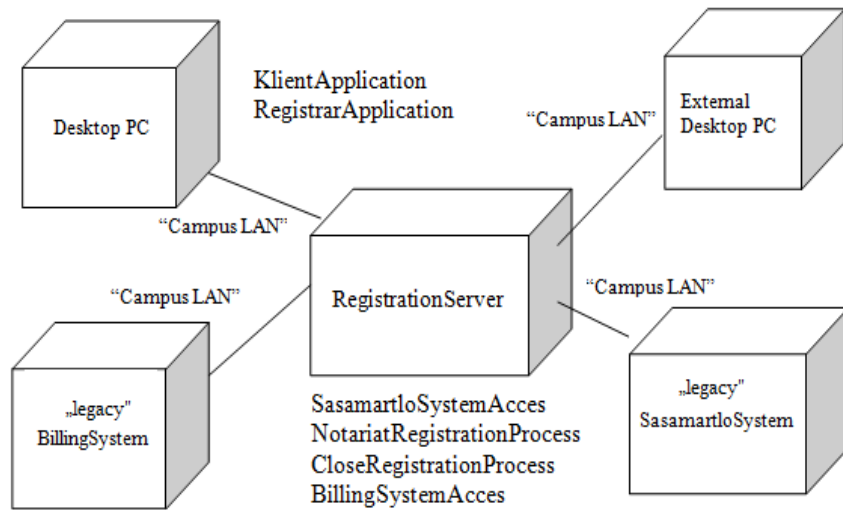 KlientApplication
RegistrarApplication
Desktop PC
External
Desktop PC
“Campus LAN”
“Campus LAN”
“Campus LAN”
RegistrationServer
“Campus LAN”
„legacy"
BillingSystem
SasamartloSystemAcces
NotariatRegistrationProcess
CloseRegistrationProcess
BillingSystemAcces
„legacy"
SasamartloSystem